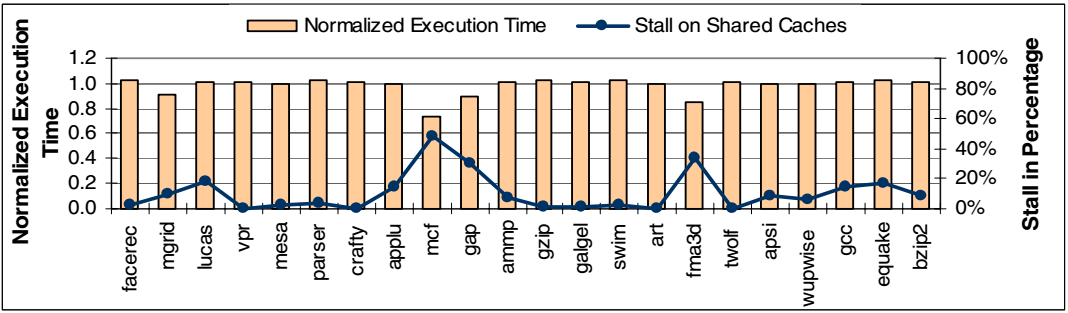 Normalized Execution Time
Stall on Shared Caches
Normalized Execution
Time
1.2
1.0
0.8
0.6
0.4
0.2
0.0
100%
80%
60%
40%
20%
0%
Stall in Percentage
facerec
mgrid
lucas
vpr
mesa
parser
crafty
applu
mcf
gap
ammp
gzip
galgel
swim
art
fma3d
twolf
apsi
wupwise
gcc
equake
bzip2